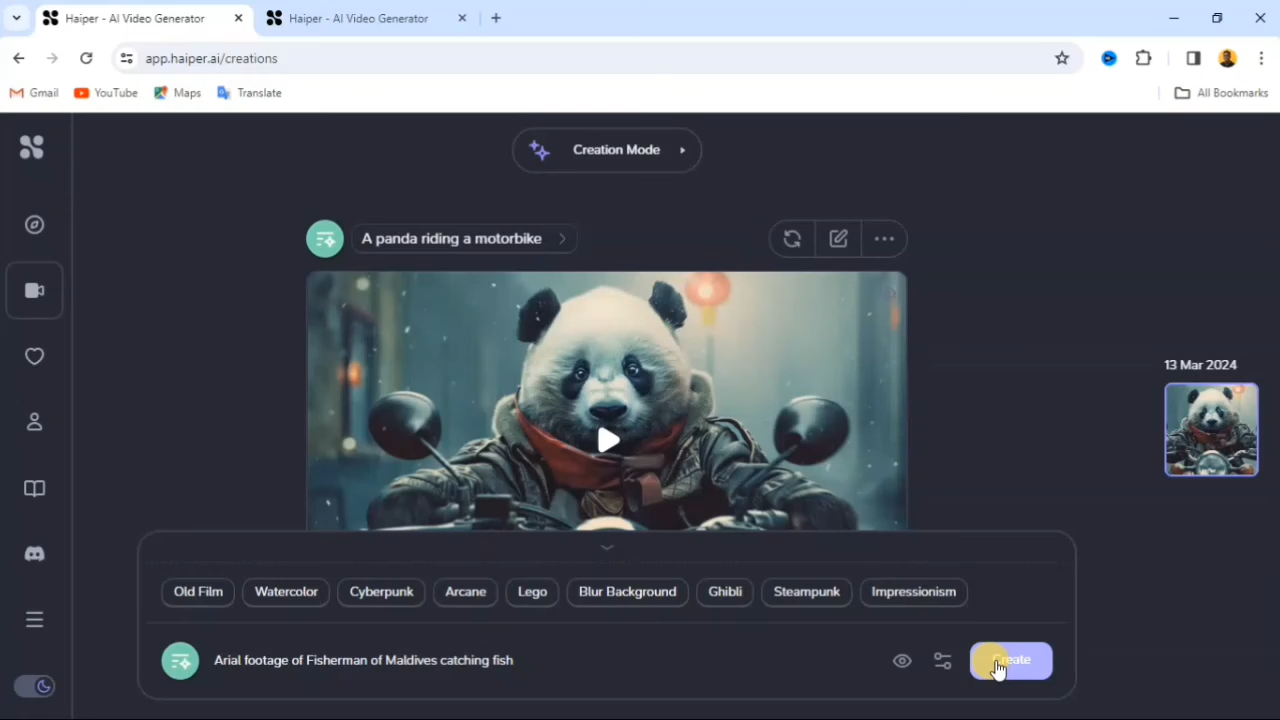 Haiper - AI Video Generator
Haiper - AI Video Generator
app.haiper.ai/creations
Gmail
YouTube
Maps
Translate
All Bookmarks
Creation Mode
A panda riding a motorbike
13 Mar 2024
Old Film
Watercolor
Cyberpunk
Arcane
Lego
Blur Background
Ghibli
Steampunk
Impressionism
Arial footage of Fisherman of Maldives catching fish
Create